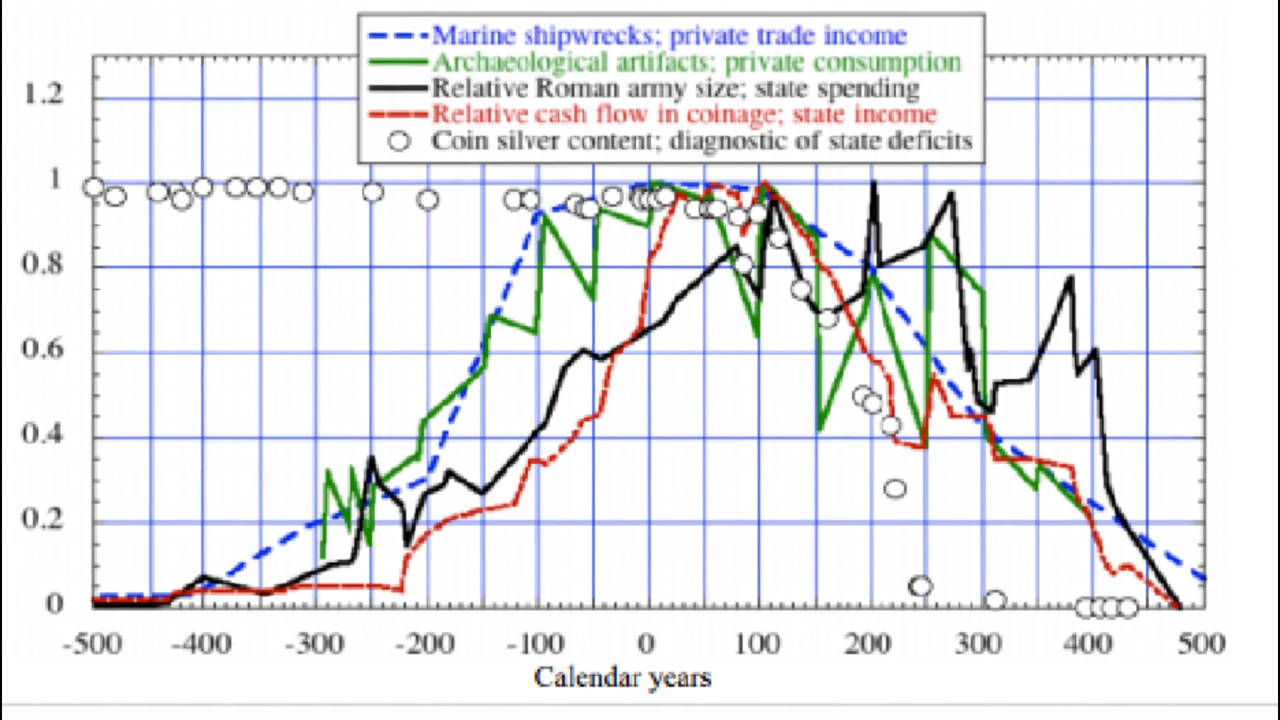 Marine shipwrecks; private trade income
Archaeological artifacts; private consumption
Relative Roman army size; state spending
Relative cash flow in coinage; state income
Coin silver content; diagnostic of state deficits
1.2
1
0.8
0.6
0.4
0.2
0
-500 -400 -300 -200 -100 0 100 200 300 400 500
Calendar years